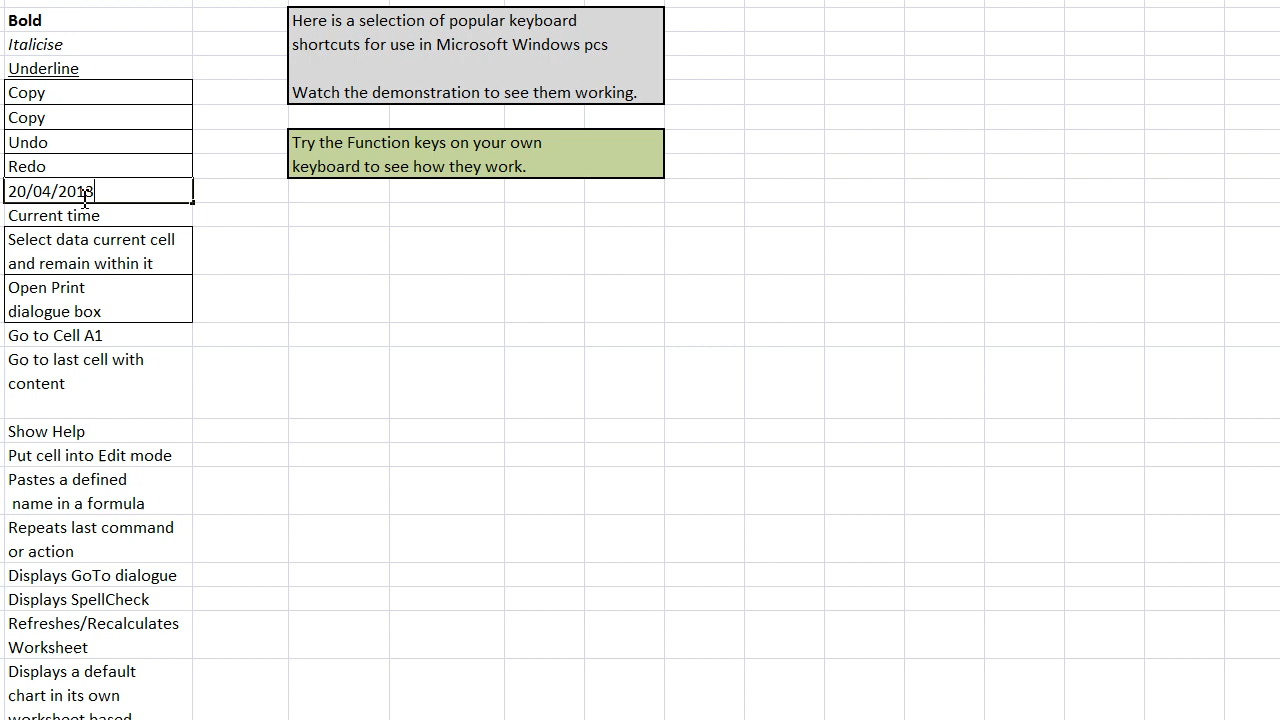 Bold
Italicise
Underline
Copy
Copy
Undo
Redo
20/04/2013
Current time
Select data current cell
and remain within it
Open Print
dialogue box
Go to Cell A1
Go to last cell with
content
Show Help
Put cell into Edit mode
Pastes a defined
name in a formula
Repeats last command
or action
Displays GoTo dialogue
Displays SpellCheck
Refreshes/Recalculates
Worksheet
Displays a default
chart in its own
worksheet based
Here is a selection of popular keyboard
shortcuts for use in Microsoft Windows pcs
Watch the demonstration to see them working.
Try the Function keys on your own
keyboard to see how they work.